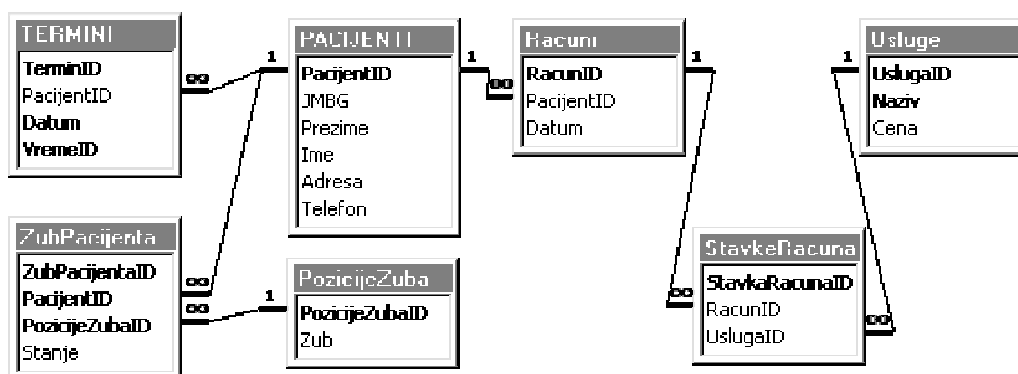 TERMINI
TerminID
PacijentID
Datum
VremeID
PACIJENTI
PacijentID
JMBG
Prezime
Ime
Adresa
Telefon
Racuni
RacunID
PacijentID
Datum
Usluge
UslugaID
Naziv
Cena
ZubPacijenta
ZubPacijentaID
PacijentID
PozicijeZubaID
Stanje
PozicijeZuba
PozicijeZubaID
Zub
StavkeRacuna
StavkaRacunaID
RacunID
UslugaID
1
∞
1
∞
1
∞
1
∞
∞
1
∞